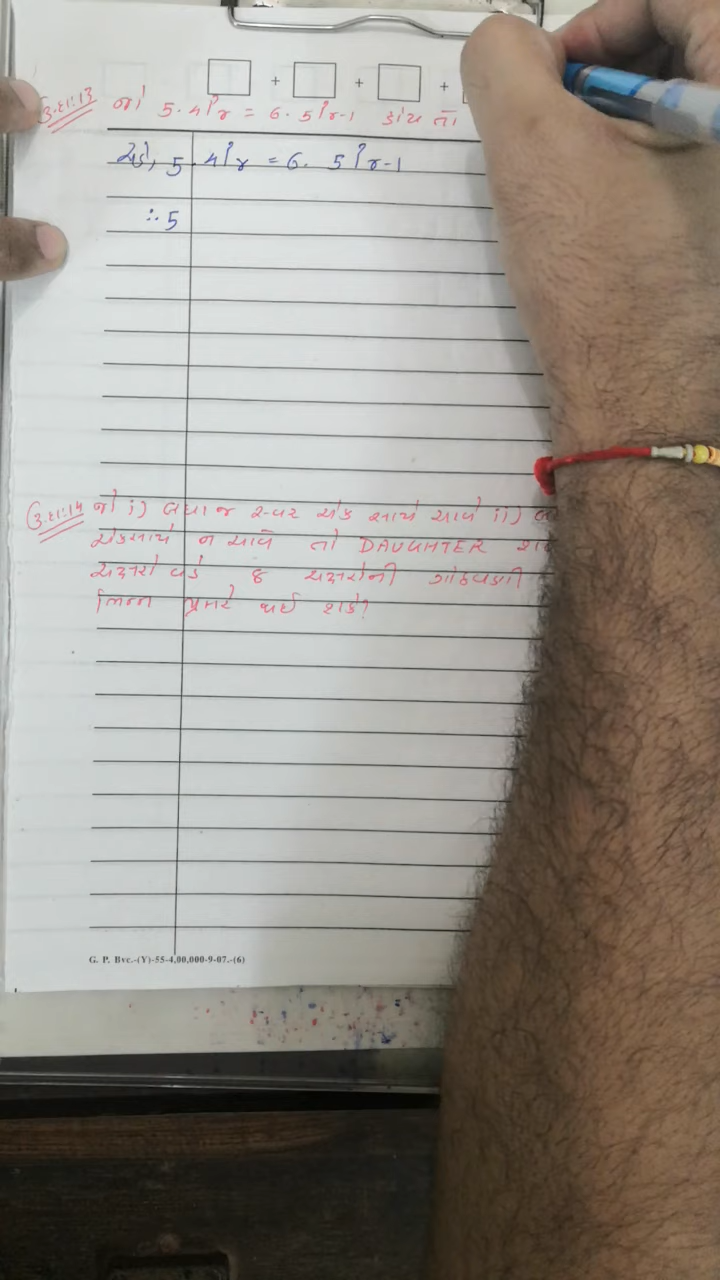 + + +
ઉ.દા.13 જો 5. 4Pr = 6. 5Pr-1 હોય તો
અહીં, 5. 4Pr = 6. 5Pr-1
∴ 5
ઉ.દા.14 જો i) બધા જ સ્વર એક સાથે આવે ii)
એકસાથે ન આવે તો DAUGHTER
અક્ષરો વડે 8 અક્ષરોની ગોઠવણી
ભિન્ન પ્રકારે થઈ શકે?
G. P. Bvc.-(Y)-55-4,00,000-9-07.-(6)